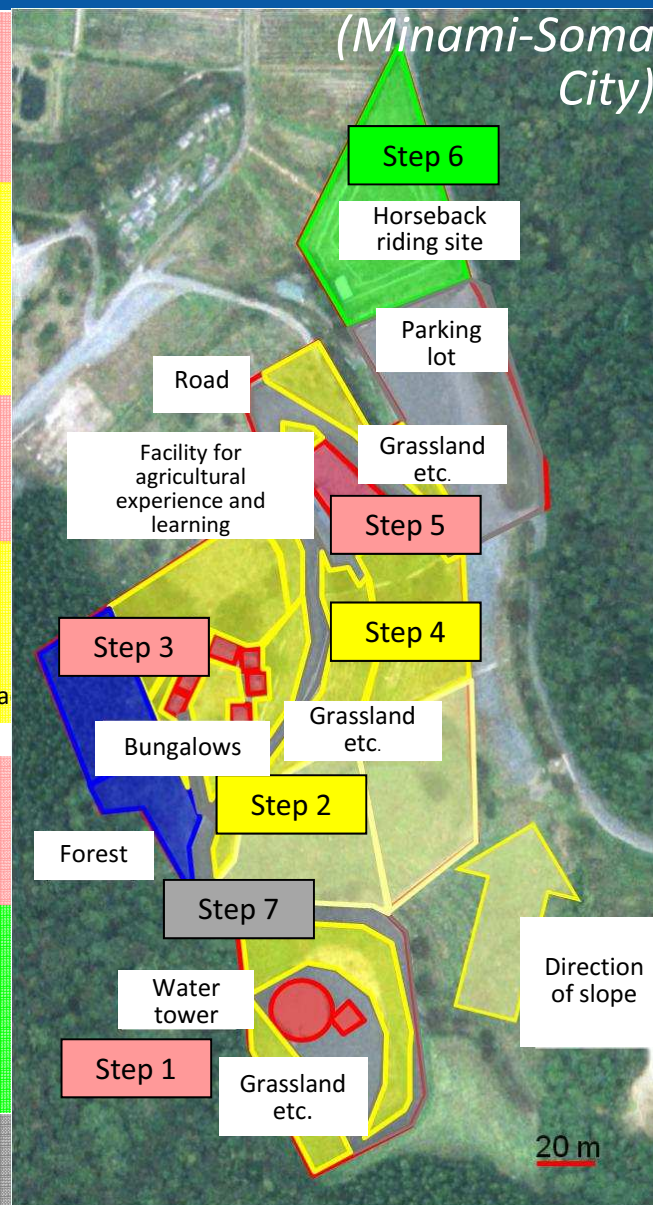 (Minami-Soma
City)
Step 6
Horseback
riding site
Parking
lot
Road
Facility for
agricultural
experience and
learning
Grassland
etc.
Step 5
Step 3
Step 4
a
Bungalows
Grassland
etc.
Step 2
Forest
Step 7
Water
tower
Direction
of slope
Step 1
Grassland
etc.
20 m